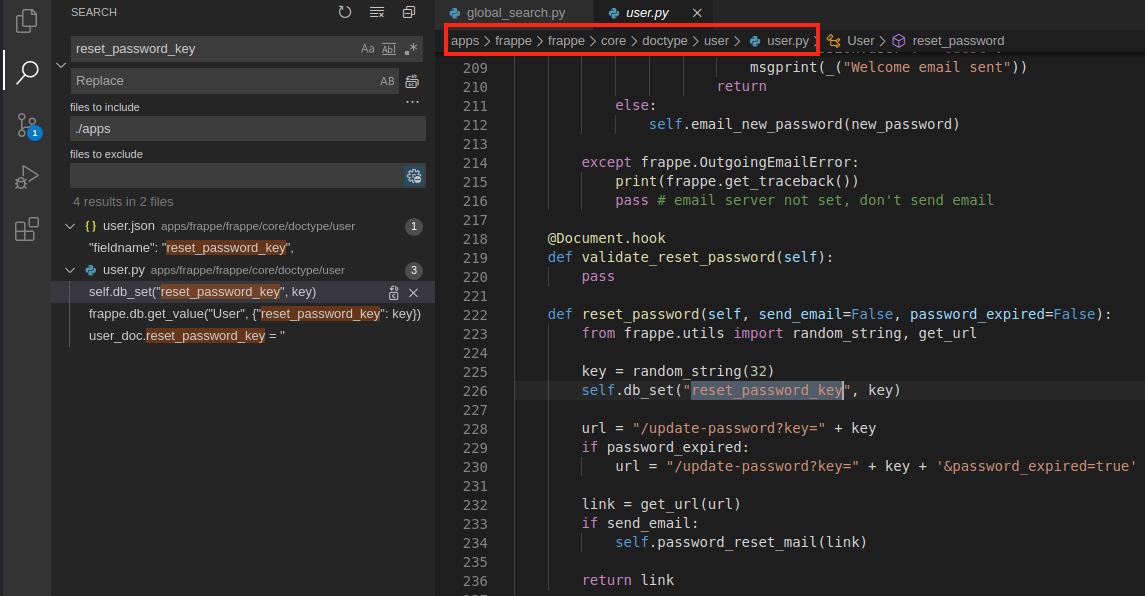 SEARCH
reset_password_key
Aa Ab .*
Replace
AB
...
files to include
./apps
files to exclude
4 results in 2 files
{} user.json apps/frappe/frappe/core/doctype/user 1
"fieldname": "reset_password_key",
user.py apps/frappe/frappe/core/doctype/user 3
self.db_set("reset_password_key", key)
frappe.db.get_value("User", {"reset_password_key": key})
user_doc.reset_password_key = "
1
global_search.py user.py
apps > frappe > frappe > core > doctype > user > user.py > User > reset_password
209 msgprint(_("Welcome email sent"))
210 return
211 else:
212 self.email_new_password(new_password)
213
214 except frappe.OutgoingEmailError:
215 print(frappe.get_traceback())
216 pass # email server not set, don't send email
217
218 @Document.hook
219 def validate_reset_password(self):
220 pass
221
222 def reset_password(self, send_email=False, password_expired=False):
223 from frappe.utils import random_string, get_url
224
225 key = random_string(32)
226 self.db_set("reset_password_key", key)
227
228 url = "/update-password?key=" + key
229 if password_expired:
230 url = "/update-password?key=" + key + '&password_expired=true'
231
232 link = get_url(url)
233 if send_email:
234 self.password_reset_mail(link)
235
236 return link